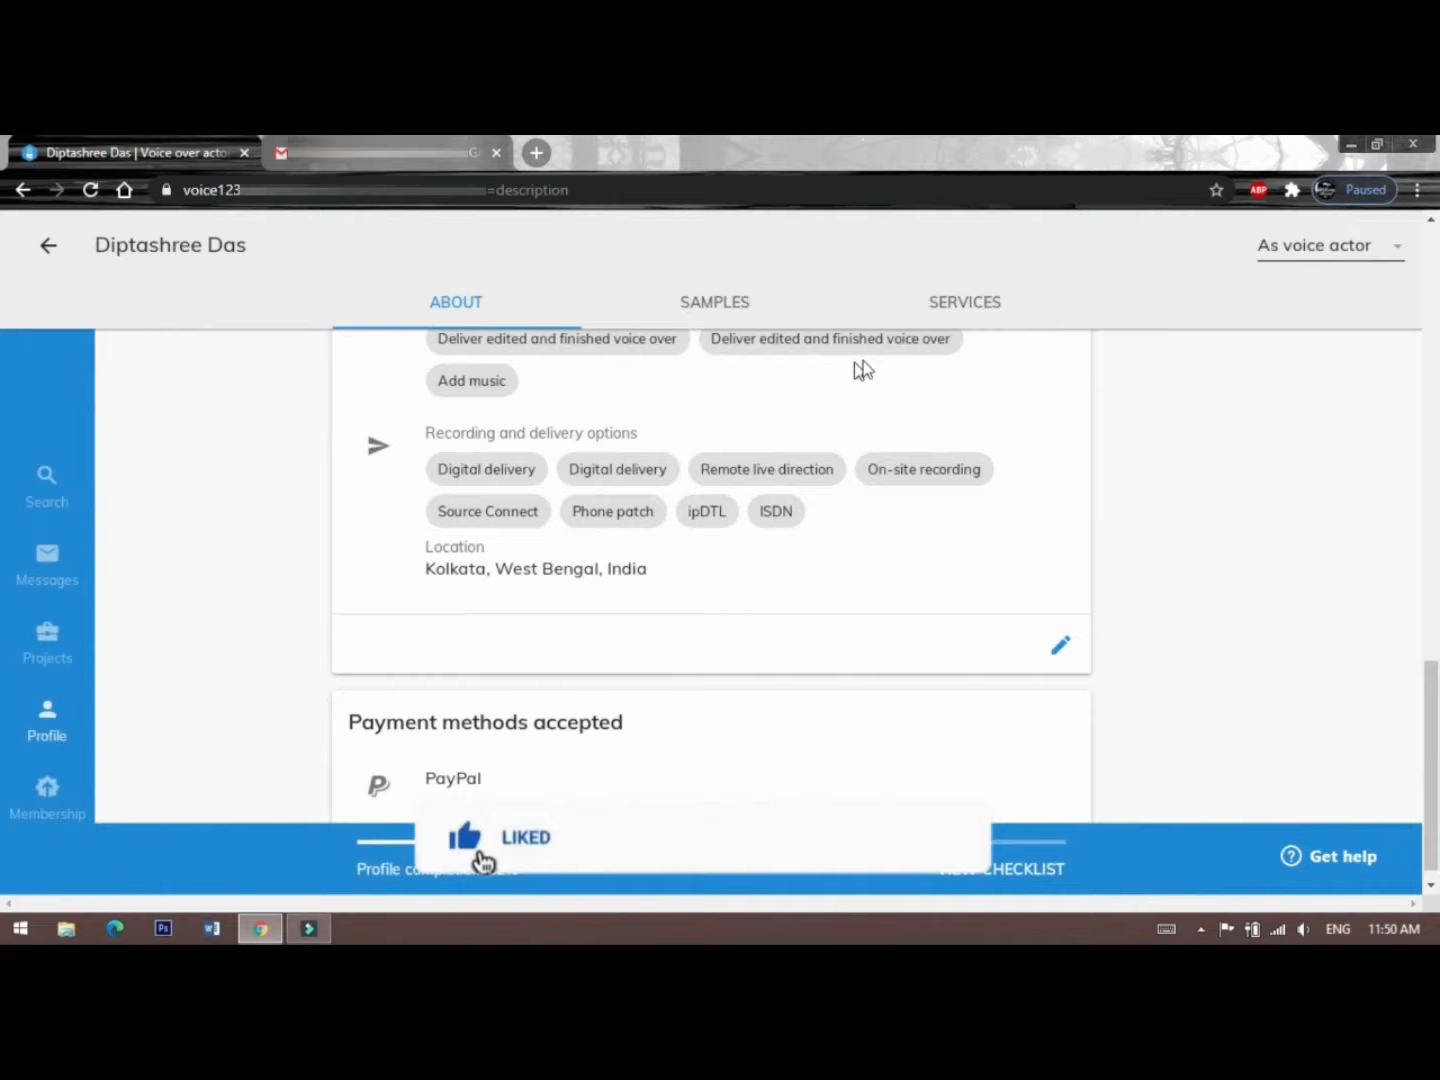 Diptashree Das | Voice over acto
G
voice123
=description
ABP
Paused
Diptashree Das
As voice actor
ABOUT
SAMPLES
SERVICES
Deliver edited and finished voice over
Deliver edited and finished voice over
Add music
Recording and delivery options
Digital delivery
Digital delivery
Remote live direction
On-site recording
Source Connect
Phone patch
ipDTL
ISDN
Location
Kolkata, West Bengal, India
Search
Messages
Projects
Profile
Membership
Payment methods accepted
PayPal
LIKED
Profile
CHECKLIST
Get help
Ps
ENG
11:50 AM